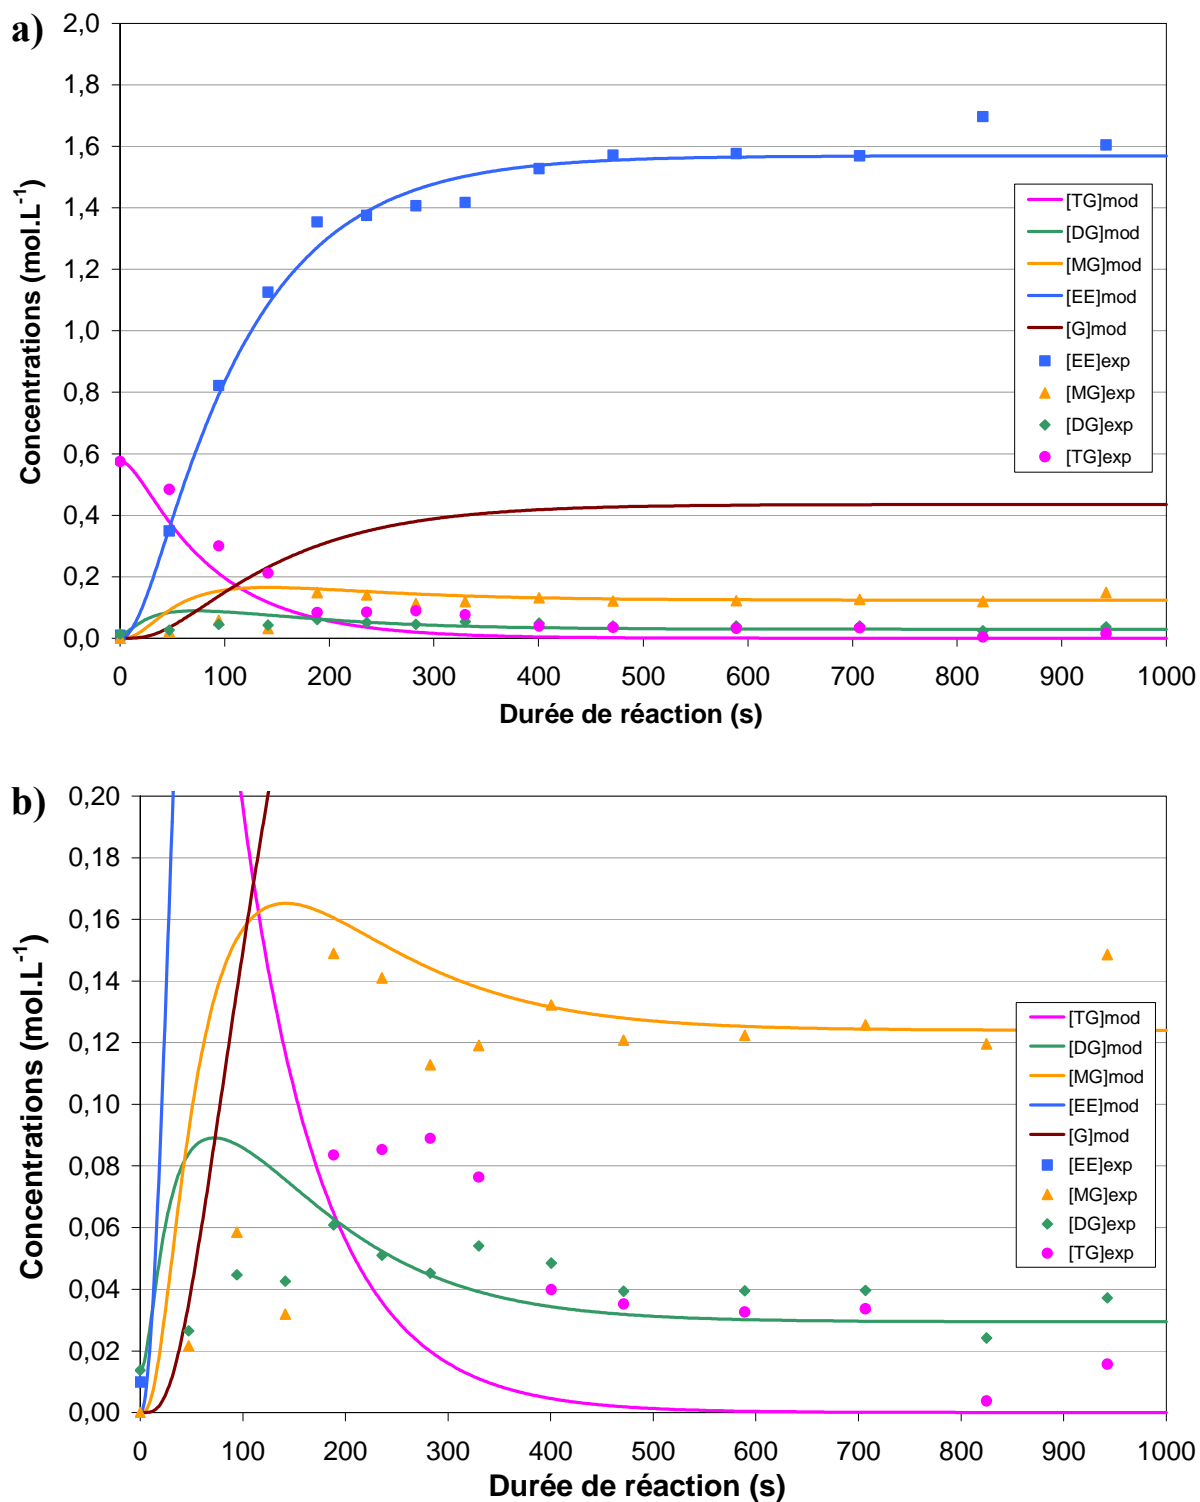 a)
2,0
1,8
1,6
1,4
1,2
1,0
0,8
0,6
0,4
0,2
0,0
Concentrations (mol.L⁻¹)
0 100 200 300 400 500 600 700 800 900 1000
Durée de réaction (s)
[TG]mod
[DG]mod
[MG]mod
[EE]mod
[G]mod
[EE]exp
[MG]exp
[DG]exp
[TG]exp
b)
0,20
0,18
0,16
0,14
0,12
0,10
0,08
0,06
0,04
0,02
0,00
Concentrations (mol.L⁻¹)
0 100 200 300 400 500 600 700 800 900 1000
Durée de réaction (s)
[TG]mod
[DG]mod
[MG]mod
[EE]mod
[G]mod
[EE]exp
[MG]exp
[DG]exp
[TG]exp